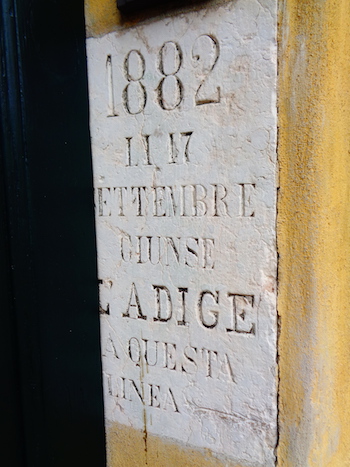 1882
IL 17
SETTEMBRE
GIUNSE
L'ADIGE
A QUESTA
LINEA